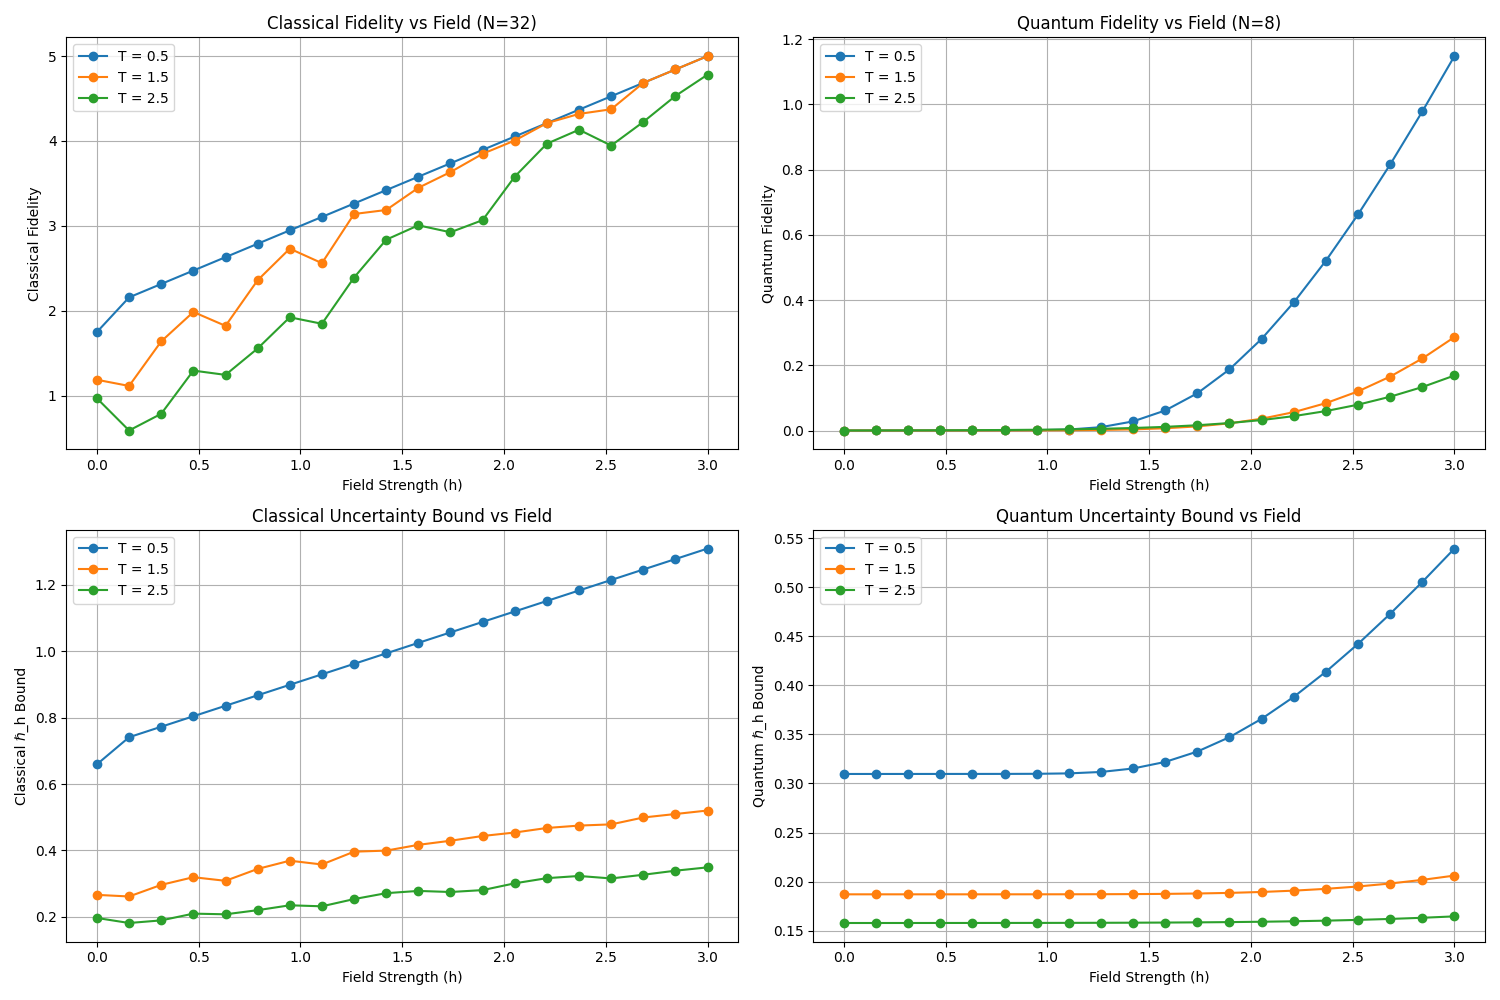 Classical Fidelity vs Field (N=32)
Classical Fidelity
5
4
3
2
1
T = 0.5
T = 1.5
T = 2.5
0.0 0.5 1.0 1.5 2.0 2.5 3.0
Field Strength (h)
Quantum Fidelity vs Field (N=8)
Quantum Fidelity
1.2
1.0
0.8
0.6
0.4
0.2
0.0
T = 0.5
T = 1.5
T = 2.5
0.0 0.5 1.0 1.5 2.0 2.5 3.0
Field Strength (h)
Classical Uncertainty Bound vs Field
Classical ℏ_h Bound
1.2
1.0
0.8
0.6
0.4
0.2
T = 0.5
T = 1.5
T = 2.5
0.0 0.5 1.0 1.5 2.0 2.5 3.0
Field Strength (h)
Quantum Uncertainty Bound vs Field
Quantum ℏ_h Bound
0.55
0.50
0.45
0.40
0.35
0.30
0.25
0.20
0.15
T = 0.5
T = 1.5
T = 2.5
0.0 0.5 1.0 1.5 2.0 2.5 3.0
Field Strength (h)